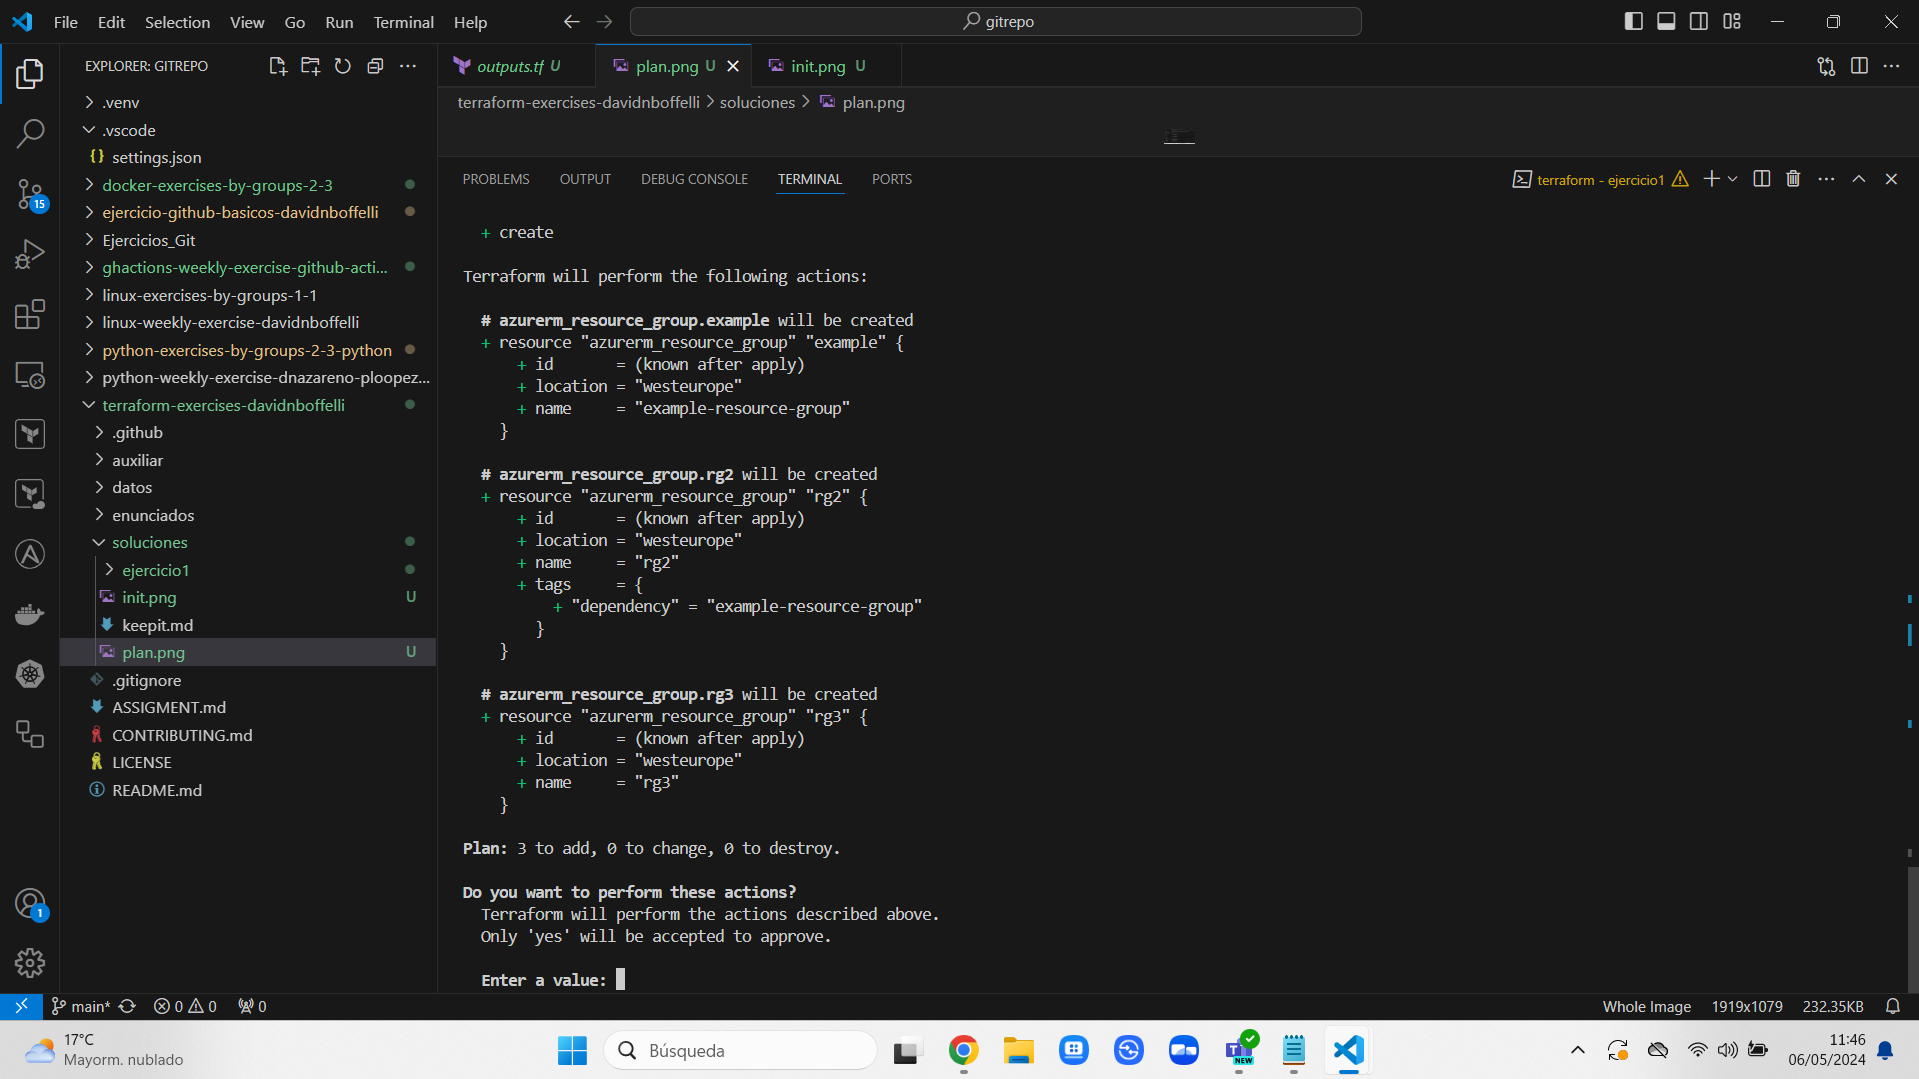 File Edit Selection View Go Run Terminal Help
gitrepo
EXPLORER: GITREPO
.venv
.vscode
{} settings.json
docker-exercises-by-groups-2-3
ejercicio-github-basicos-davidnboffelli
Ejercicios_Git
ghactions-weekly-exercise-github-acti...
linux-exercises-by-groups-1-1
linux-weekly-exercise-davidnboffelli
python-exercises-by-groups-2-3-python
python-weekly-exercise-dnazareno-ploopez...
terraform-exercises-davidnboffelli
.github
auxiliar
datos
enunciados
soluciones
ejercicio1
init.png U
keepit.md
plan.png U
.gitignore
ASSIGMENT.md
CONTRIBUTING.md
LICENSE
README.md
15
1
outputs.tf U
plan.png U
init.png U
terraform-exercises-davidnboffelli > soluciones > plan.png
PROBLEMS OUTPUT DEBUG CONSOLE TERMINAL PORTS
terraform - ejercicio1
+ create
Terraform will perform the following actions:
# azurerm_resource_group.example will be created
+ resource "azurerm_resource_group" "example" {
+ id       = (known after apply)
+ location = "westeurope"
+ name     = "example-resource-group"
}
# azurerm_resource_group.rg2 will be created
+ resource "azurerm_resource_group" "rg2" {
+ id       = (known after apply)
+ location = "westeurope"
+ name     = "rg2"
+ tags     = {
+ "dependency" = "example-resource-group"
}
}
# azurerm_resource_group.rg3 will be created
+ resource "azurerm_resource_group" "rg3" {
+ id       = (known after apply)
+ location = "westeurope"
+ name     = "rg3"
}
Plan: 3 to add, 0 to change, 0 to destroy.
Do you want to perform these actions?
Terraform will perform the actions described above.
Only 'yes' will be accepted to approve.
Enter a value:
main* 0 0 0
Whole Image 1919x1079 232.35KB
17°C
Mayorm. nublado
Búsqueda
NEW
11:46
06/05/2024